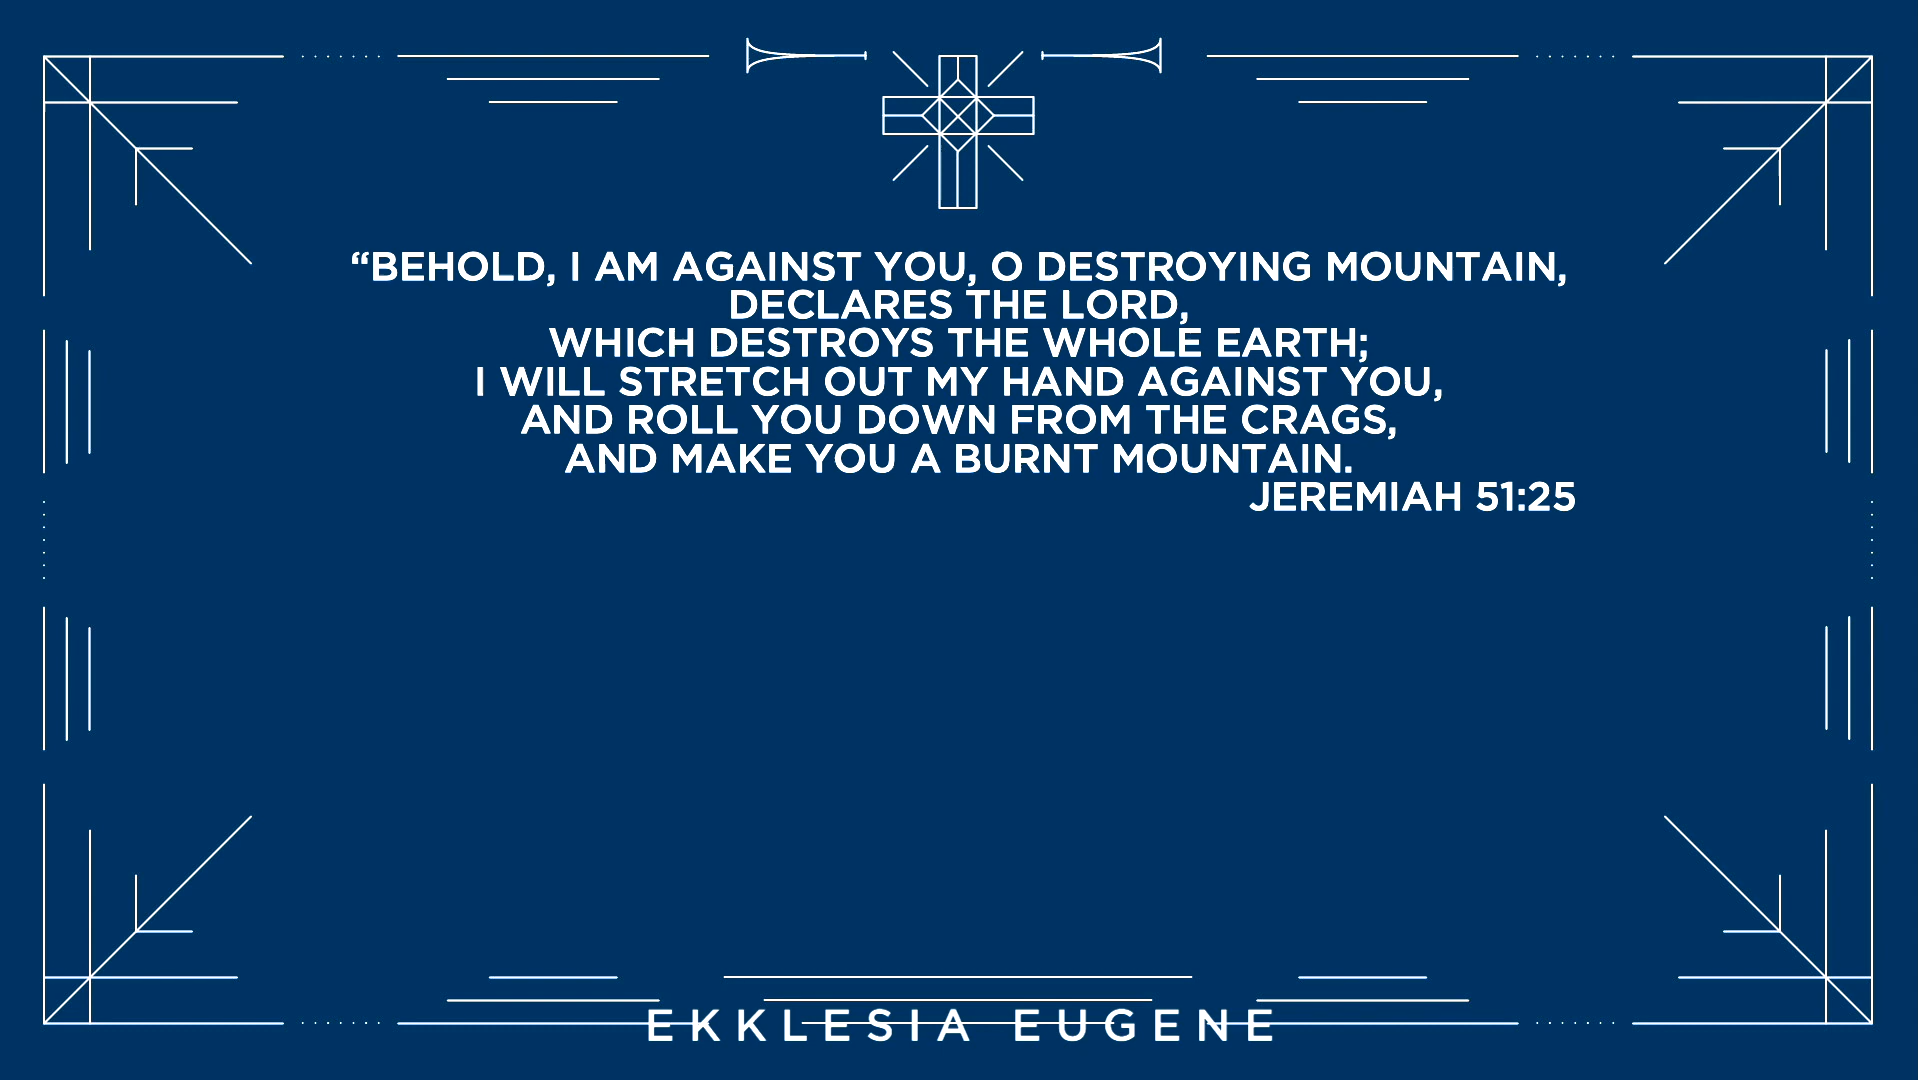 “BEHOLD, I AM AGAINST YOU, O DESTROYING MOUNTAIN,
DECLARES THE LORD,
WHICH DESTROYS THE WHOLE EARTH;
I WILL STRETCH OUT MY HAND AGAINST YOU,
AND ROLL YOU DOWN FROM THE CRAGS,
AND MAKE YOU A BURNT MOUNTAIN.
JEREMIAH 51:25
EKKLESIA EUGENE